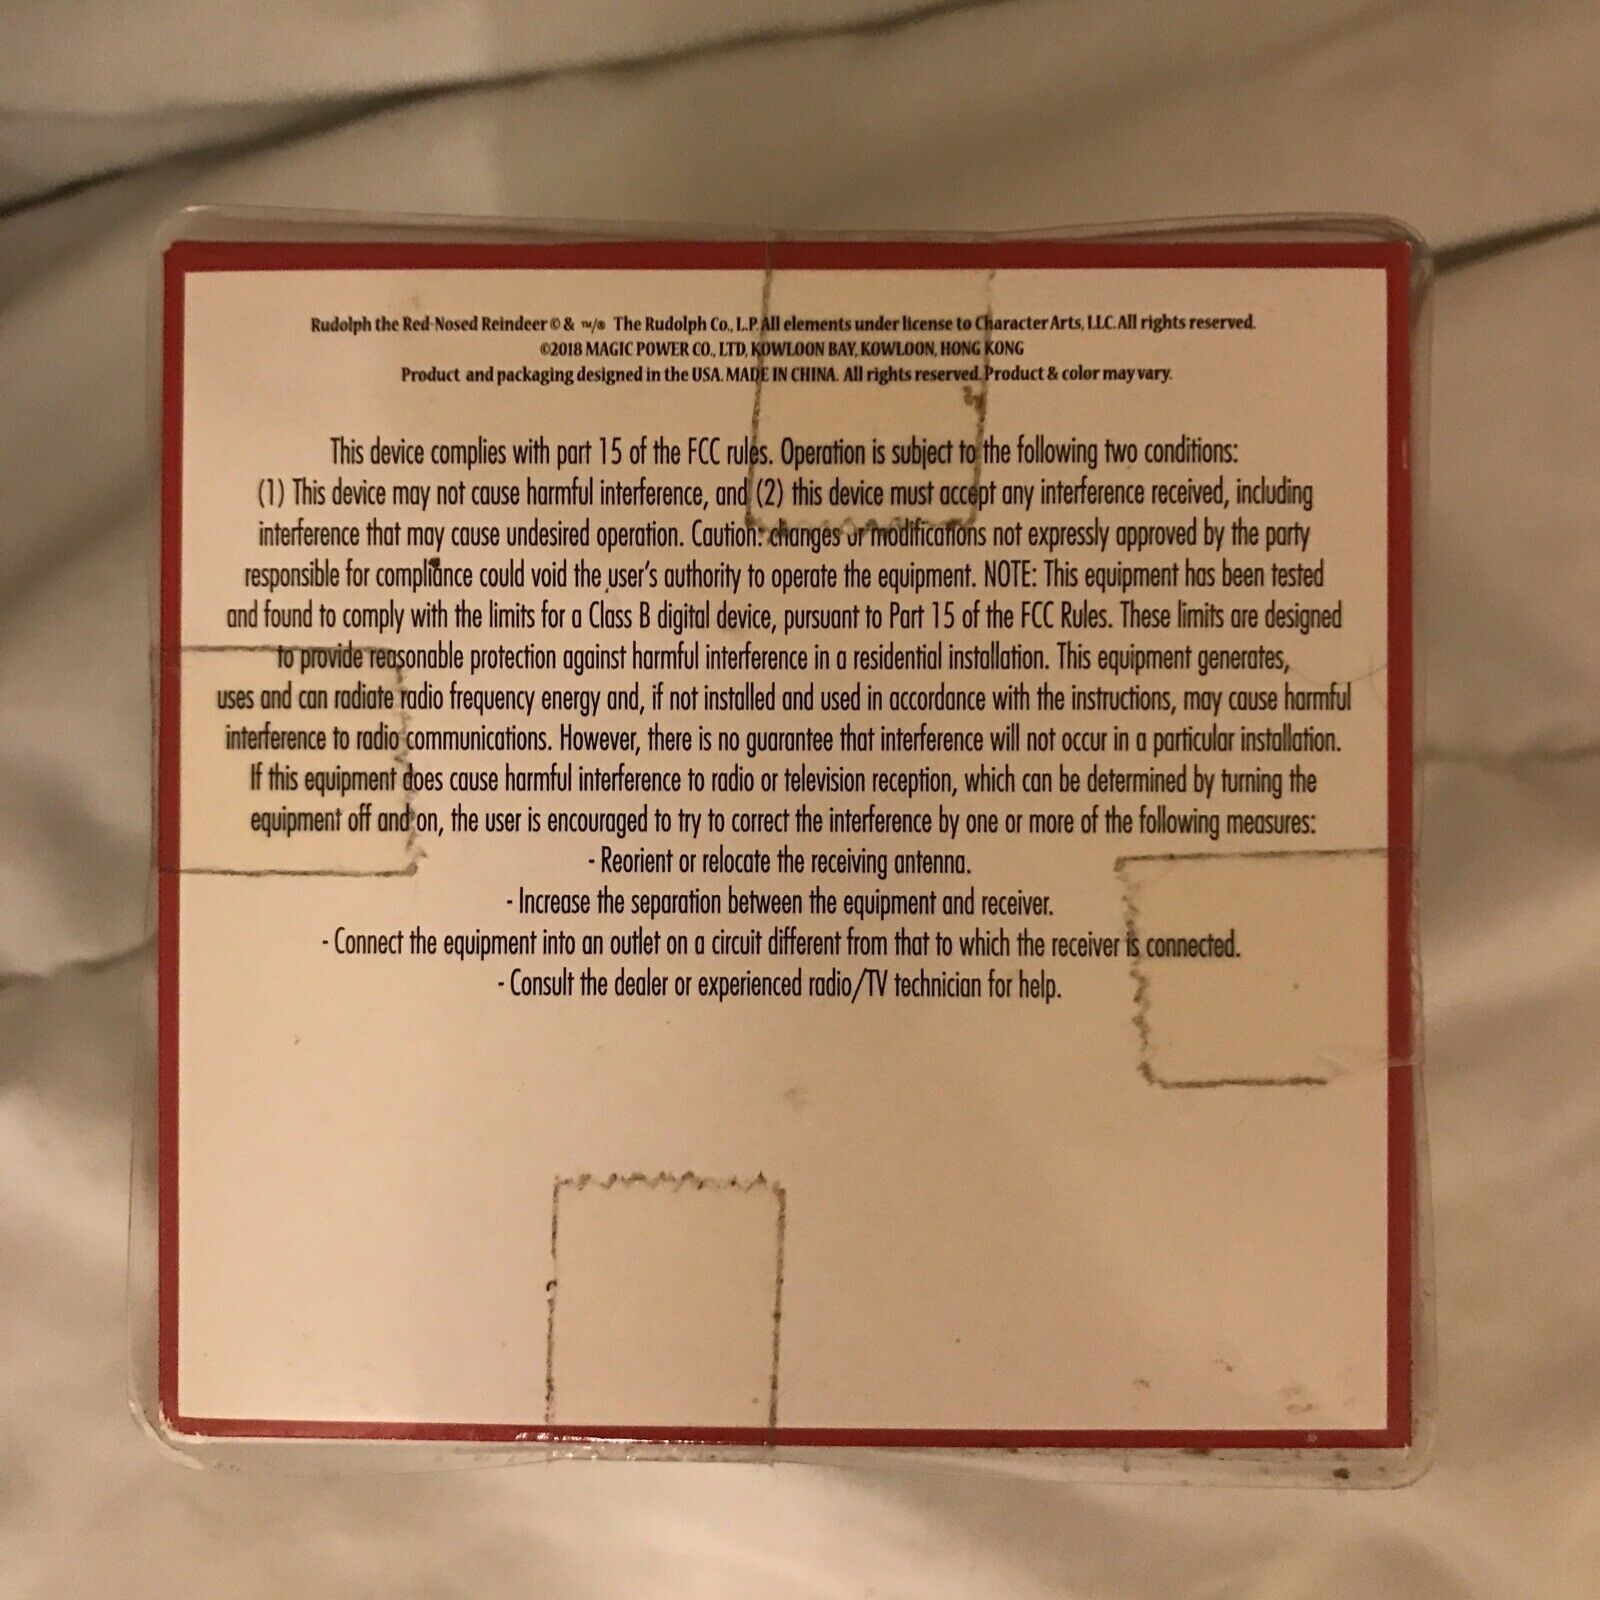 Rudolph the Red-Nosed Reindeer © & ™/® The Rudolph Co., L.P. All elements under license to Character Arts, LLC. All rights reserved.
©2018 MAGIC POWER CO., LTD, KOWLOON BAY, KOWLOON, HONG KONG
Product and packaging designed in the USA. MADE IN CHINA. All rights reserved. Product & color may vary.
This device complies with part 15 of the FCC rules. Operation is subject to the following two conditions:
(1) This device may not cause harmful interference, and (2) this device must accept any interference received, including
interference that may cause undesired operation. Caution: changes or modifications not expressly approved by the party
responsible for compliance could void the user's authority to operate the equipment. NOTE: This equipment has been tested
and found to comply with the limits for a Class B digital device, pursuant to Part 15 of the FCC Rules. These limits are designed
to provide reasonable protection against harmful interference in a residential installation. This equipment generates,
uses and can radiate radio frequency energy and, if not installed and used in accordance with the instructions, may cause harmful
interference to radio communications. However, there is no guarantee that interference will not occur in a particular installation.
If this equipment does cause harmful interference to radio or television reception, which can be determined by turning the
equipment off and on, the user is encouraged to try to correct the interference by one or more of the following measures:
- Reorient or relocate the receiving antenna.
- Increase the separation between the equipment and receiver.
- Connect the equipment into an outlet on a circuit different from that to which the receiver is connected.
- Consult the dealer or experienced radio/TV technician for help.